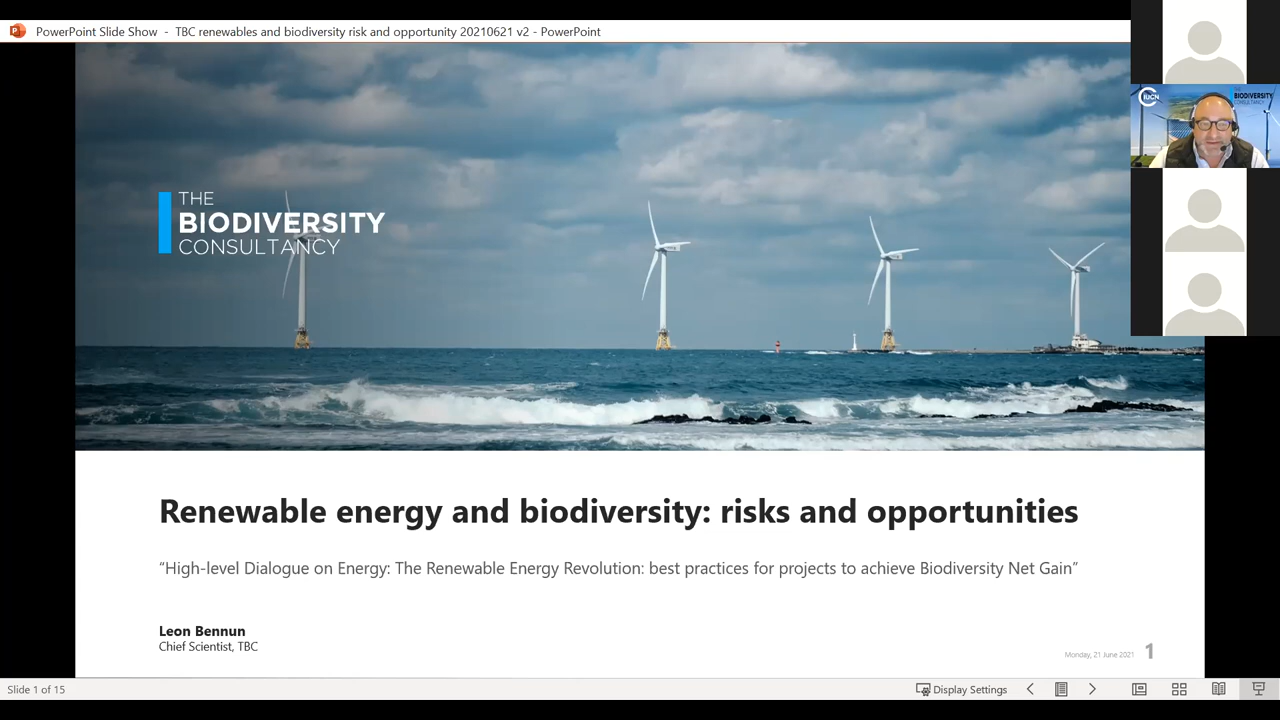 PowerPoint Slide Show - TBC renewables and biodiversity risk and opportunity 20210621 v2 - PowerPoint
IUCN
THE
BIODIVERSITY
CONSULTANCY
THE
BIODIVERSITY
CONSULTANCY
Renewable energy and biodiversity: risks and opportunities
“High-level Dialogue on Energy: The Renewable Energy Revolution: best practices for projects to achieve Biodiversity Net Gain”
Leon Bennun
Chief Scientist, TBC
Monday, 21 June 2021 1
Slide 1 of 15
Display Settings